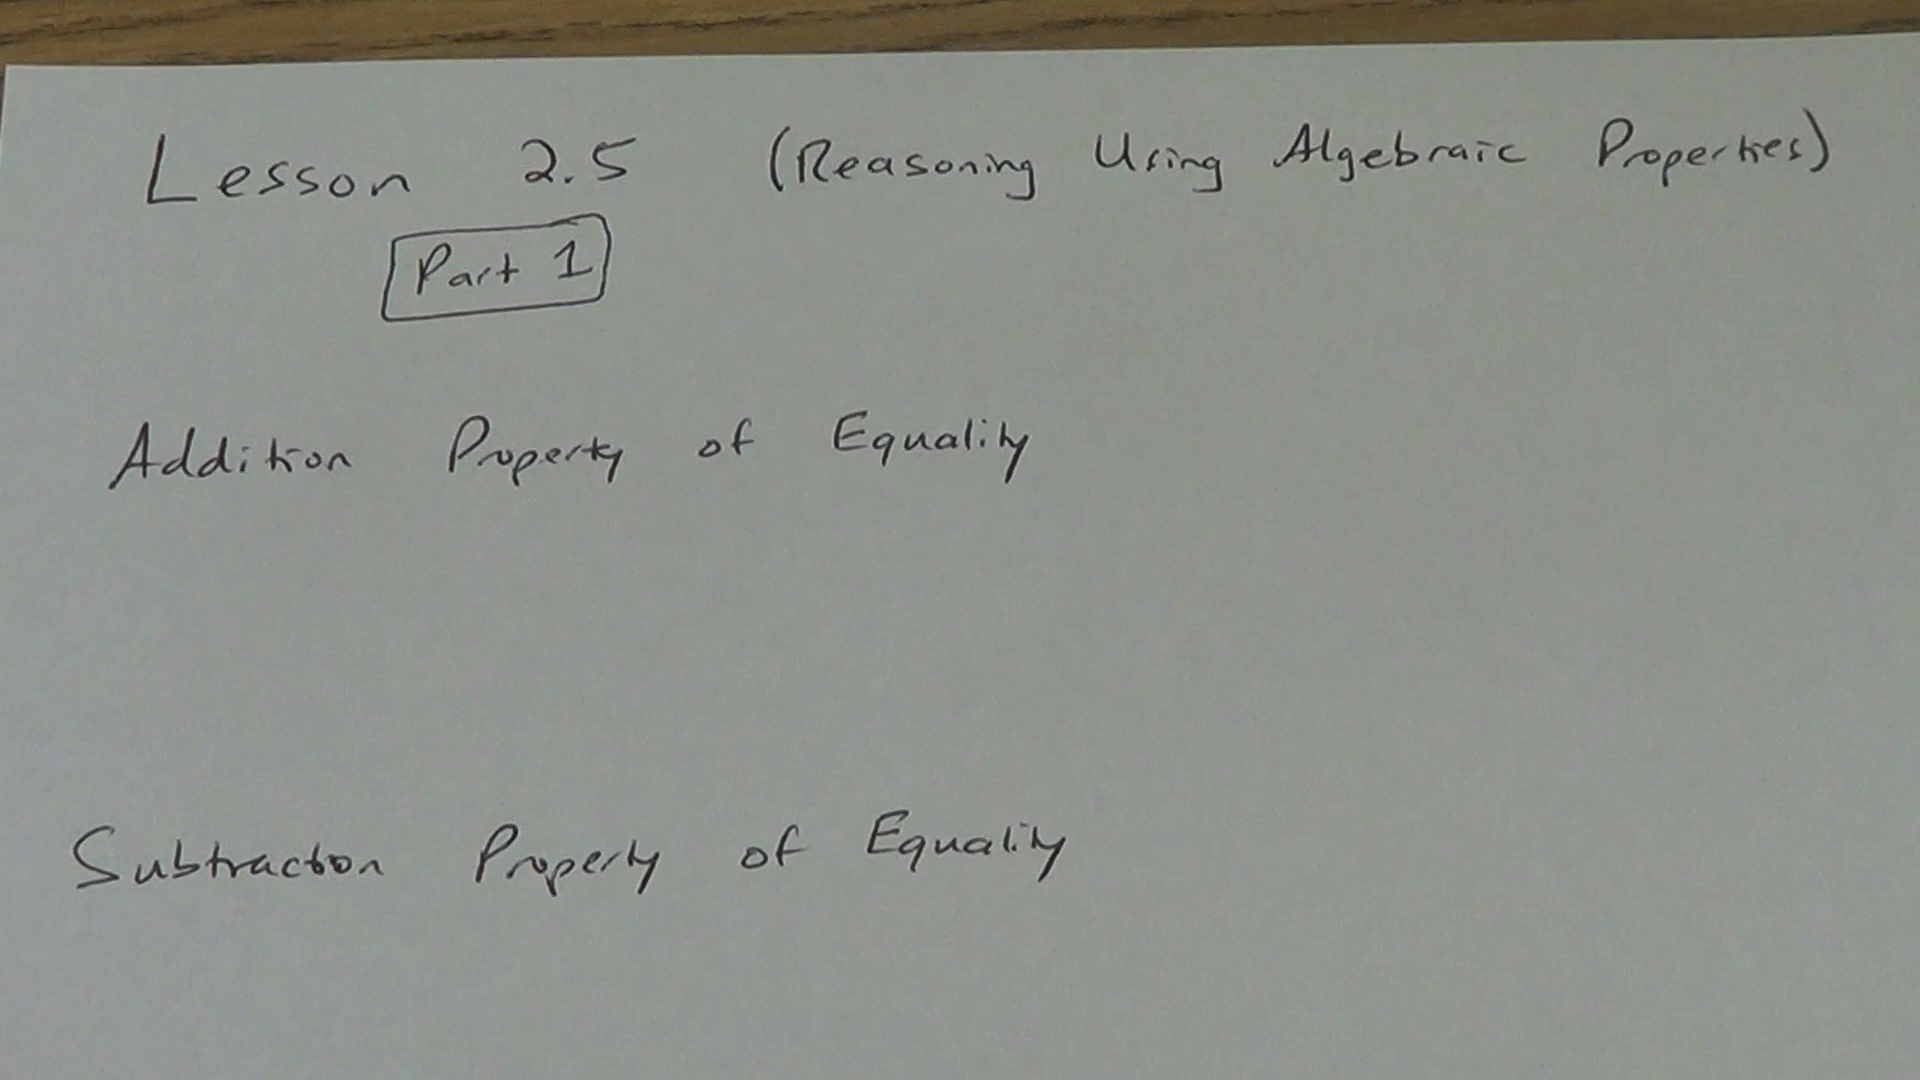 Lesson 2.5 (Reasoning Using Algebraic Properties)
Part 1
Addition Property of Equality
Subtraction Property of Equality